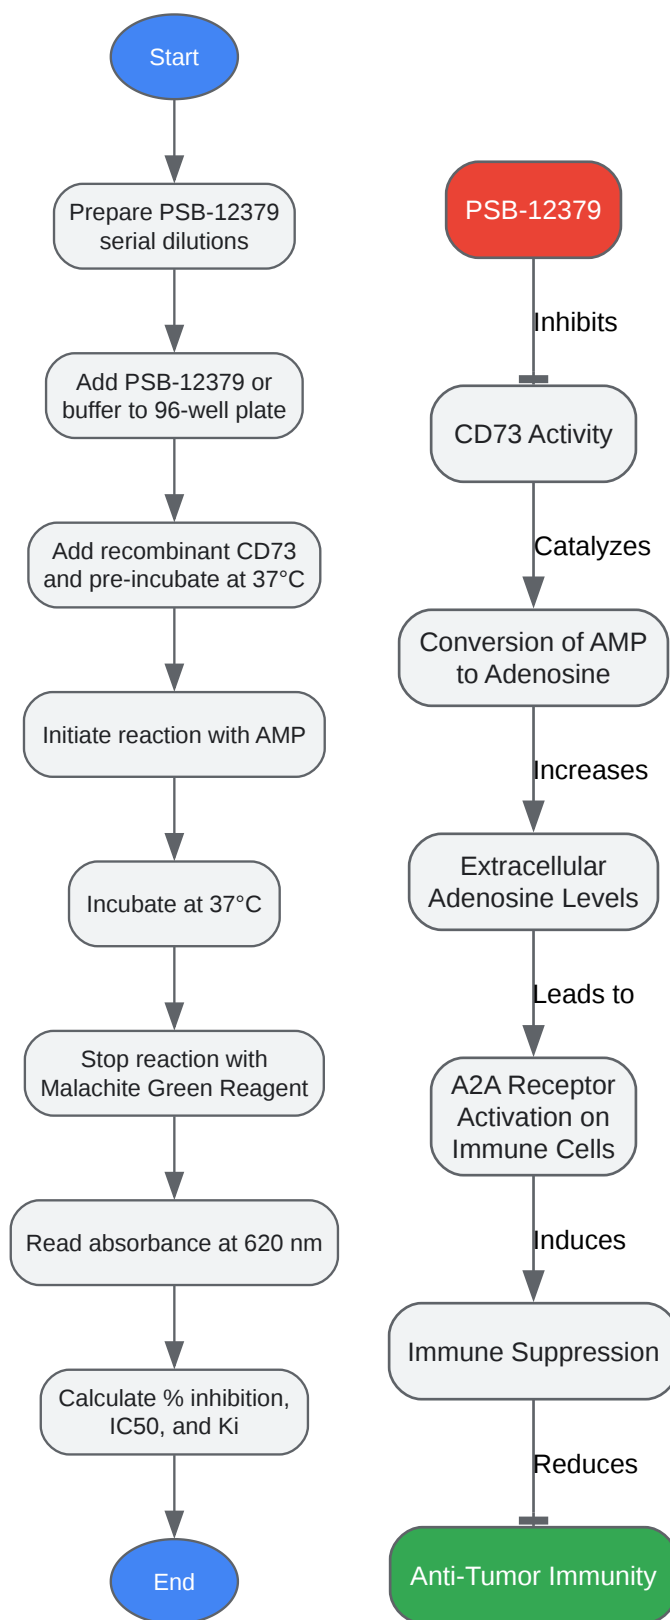 Start
Prepare PSB-12379
serial dilutions
Add PSB-12379 or
buffer to 96-well plate
Add recombinant CD73
and pre-incubate at 37°C
Initiate reaction with AMP
Incubate at 37°C
Stop reaction with
Malachite Green Reagent
Read absorbance at 620 nm
Calculate % inhibition,
IC50, and Ki
End
PSB-12379
Inhibits
CD73 Activity
Catalyzes
Conversion of AMP
to Adenosine
Increases
Extracellular
Adenosine Levels
Leads to
A2A Receptor
Activation on
Immune Cells
Induces
Immune Suppression
Reduces
Anti-Tumor Immunity